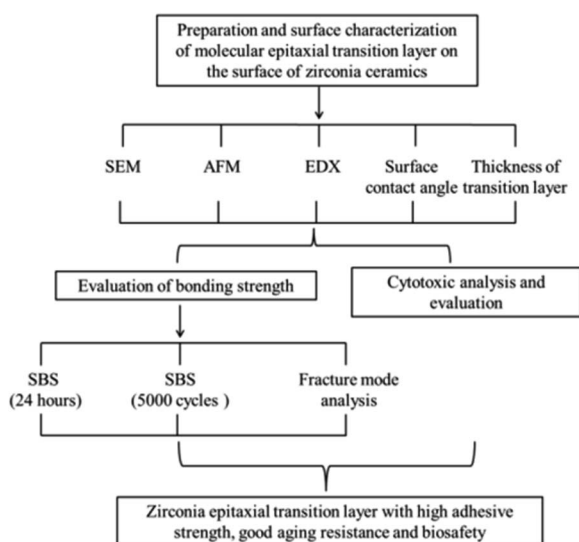 Preparation and surface characterization
of molecular epitaxial transition layer on
the surface of zirconia ceramics
SEM
AFM
EDX
Surface
contact angle
Thickness of
transition layer
Evaluation of bonding strength
Cytotoxic analysis and
evaluation
SBS
(24 hours)
SBS
(5000 cycles )
Fracture mode
analysis
Zirconia epitaxial transition layer with high adhesive
strength, good aging resistance and biosafety